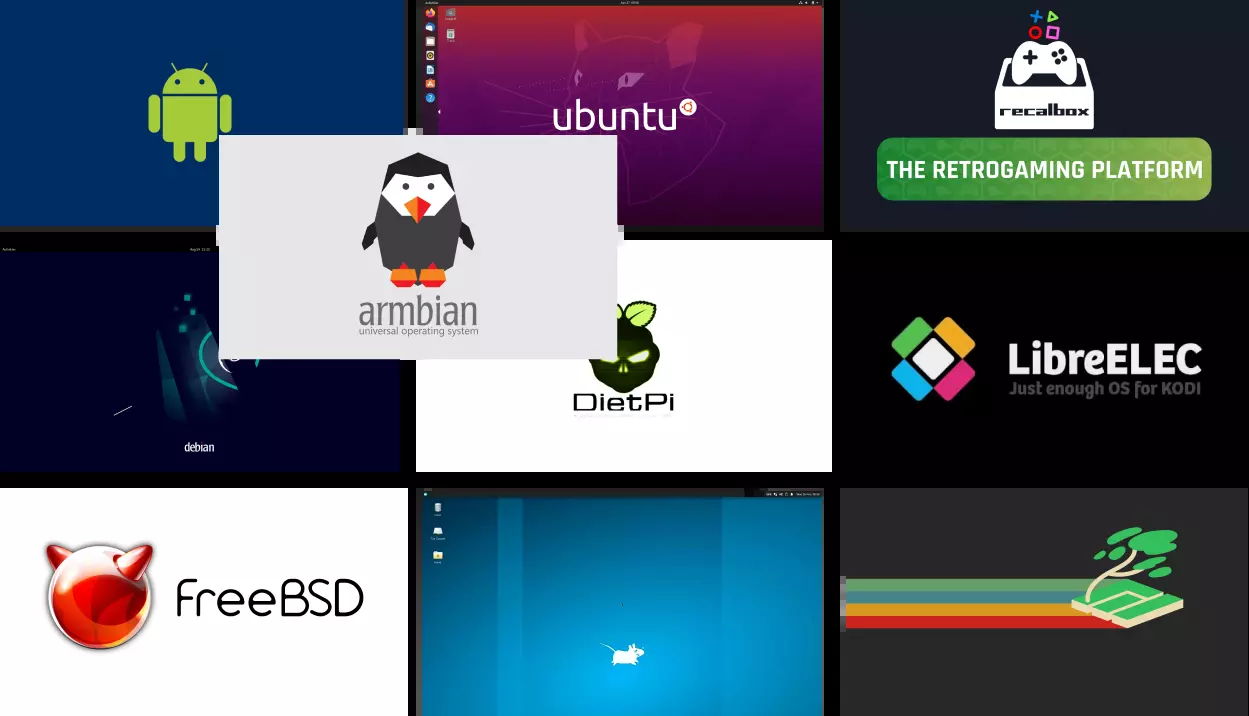 ubuntu
recalbox
THE RETROGAMING PLATFORM
armbian
universal operating system
debian
DietPi
LibreELEC
Just enough OS for KODI
FreeBSD